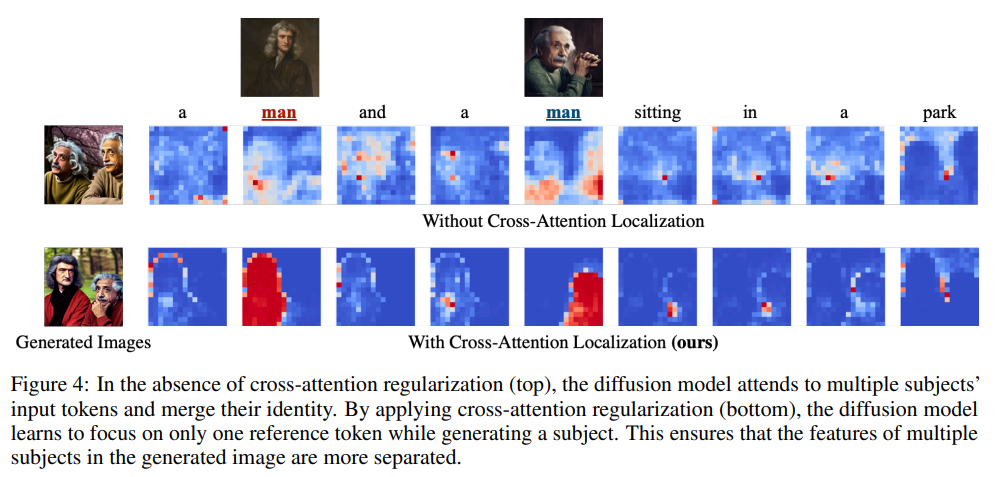 a man and a man sitting in a park
Without Cross-Attention Localization
Generated Images With Cross-Attention Localization (ours)
Figure 4: In the absence of cross-attention regularization (top), the diffusion model attends to multiple subjects’
input tokens and merge their identity. By applying cross-attention regularization (bottom), the diffusion model
learns to focus on only one reference token while generating a subject. This ensures that the features of multiple
subjects in the generated image are more separated.